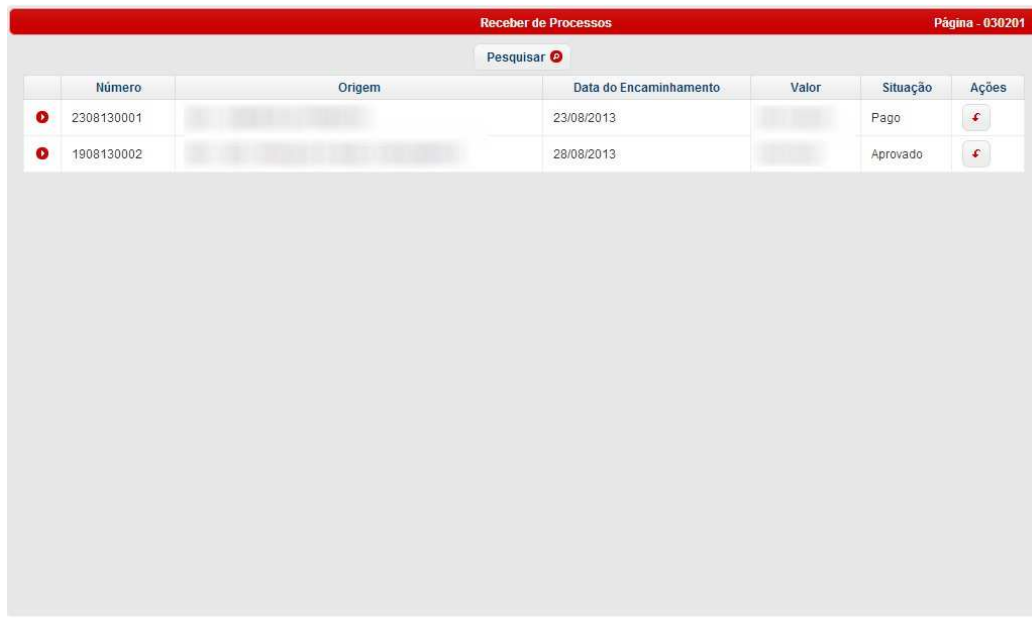 Receber de Processos Página - 030201
Pesquisar
Número Origem Data do Encaminhamento Valor Situação Ações
2308130001 23/08/2013 Pago
1908130002 28/08/2013 Aprovado